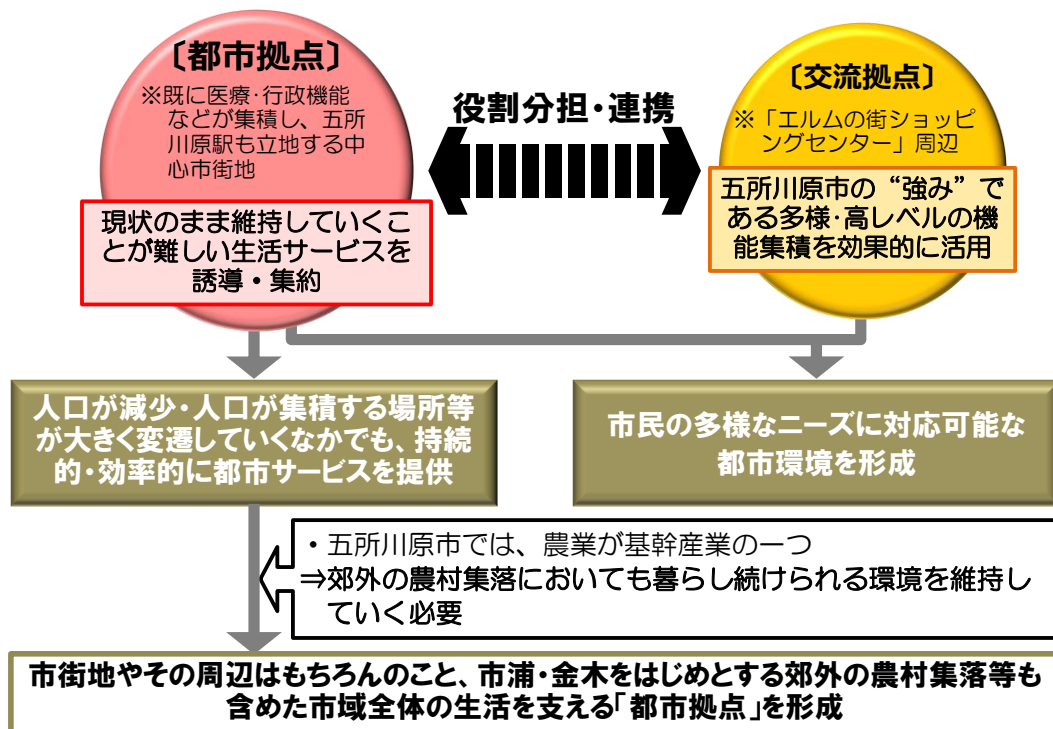 〔都市拠点〕
※既に医療・行政機能
などが集積し、五所
川原駅も立地する中
心市街地
現状のまま維持していくこ
とが難しい生活サービスを
誘導・集約
役割分担・連携
〔交流拠点〕
※「エルムの街ショッピ
ングセンター」周辺
五所川原市の“強み”で
ある多様・高レベルの機
能集積を効果的に活用
人口が減少・人口が集積する場所等
が大きく変遷していくなかでも、持続
的・効率的に都市サービスを提供
市民の多様なニーズに対応可能な
都市環境を形成
・五所川原市では、農業が基幹産業の一つ
⇒郊外の農村集落においても暮らし続けられる環境を維持し
ていく必要
市街地やその周辺はもちろんのこと、市浦・金木をはじめとする郊外の農村集落等も
含めた市域全体の生活を支える「都市拠点」を形成